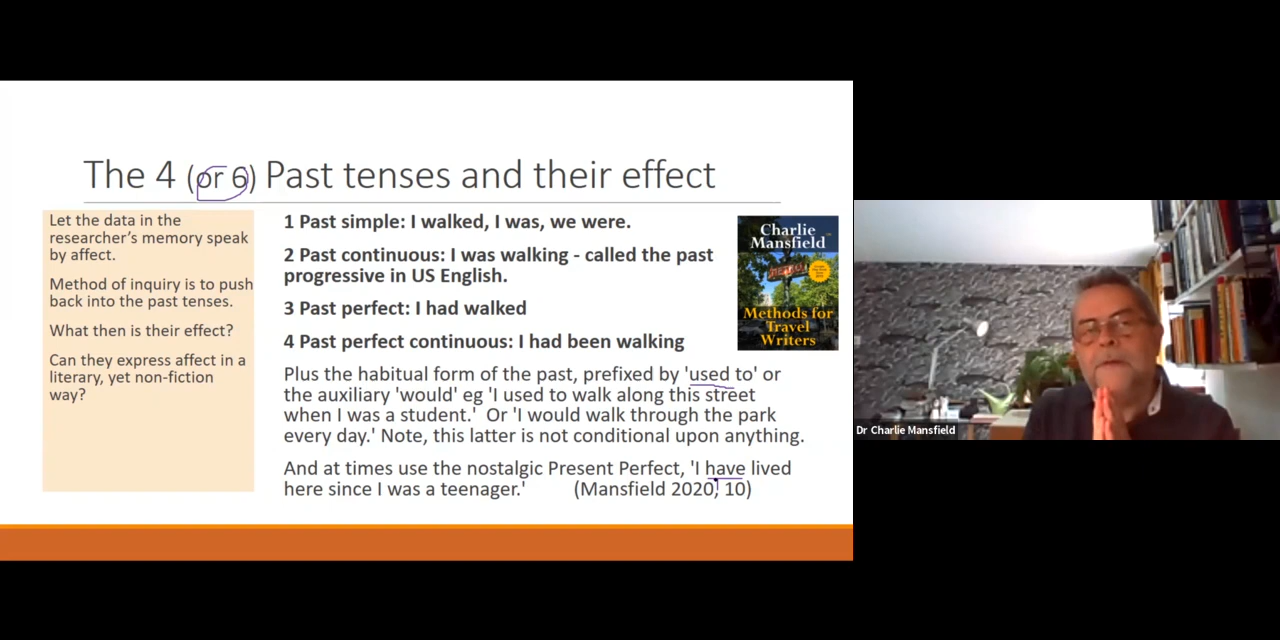 The 4 (or 6) Past tenses and their effect
Let the data in the
researcher's memory speak
by affect.
Method of inquiry is to push
back into the past tenses.
What then is their effect?
Can they express affect in a
literary, yet non-fiction
way?
1 Past simple: I walked, I was, we were.
2 Past continuous: I was walking - called the past
progressive in US English.
3 Past perfect: I had walked
4 Past perfect continuous: I had been walking
Plus the habitual form of the past, prefixed by 'used to' or
the auxiliary 'would' eg 'I used to walk along this street
when I was a student.' Or 'I would walk through the park
every day.' Note, this latter is not conditional upon anything.
And at times use the nostalgic Present Perfect, 'I have lived
here since I was a teenager.' (Mansfield 2020, 10)
Charlie
Mansfield
Methods for
Travel
Writers
Dr Charlie Mansfield